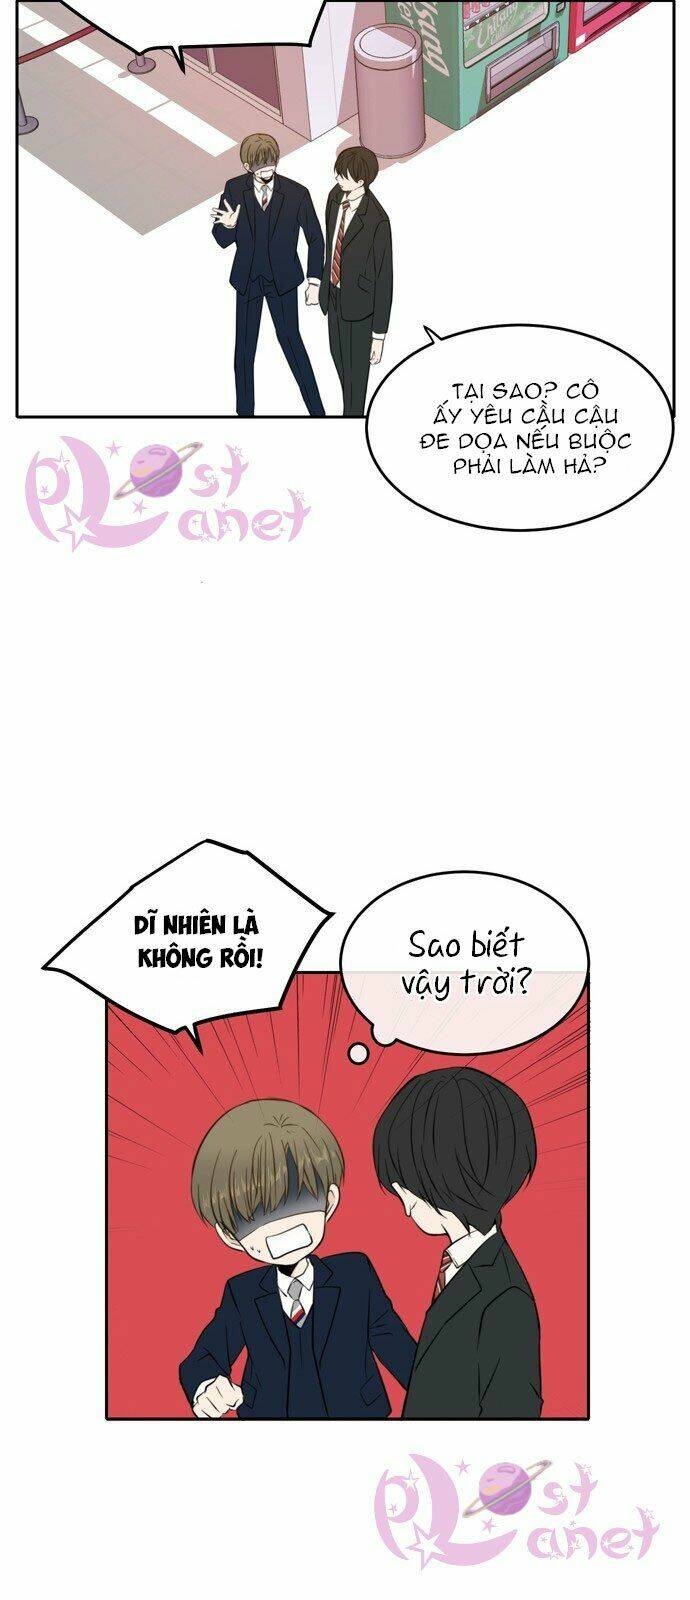 Chilsung
TẠI SAO? CÔ
ẤY YÊU CẦU CẬU
ĐE DỌA NẾU BUỘC
PHẢI LÀM HẢ?
Lost
Planet
DĨ NHIÊN LÀ
KHÔNG RỒI!
Sao biết
vậy trời?
Lost
Planet